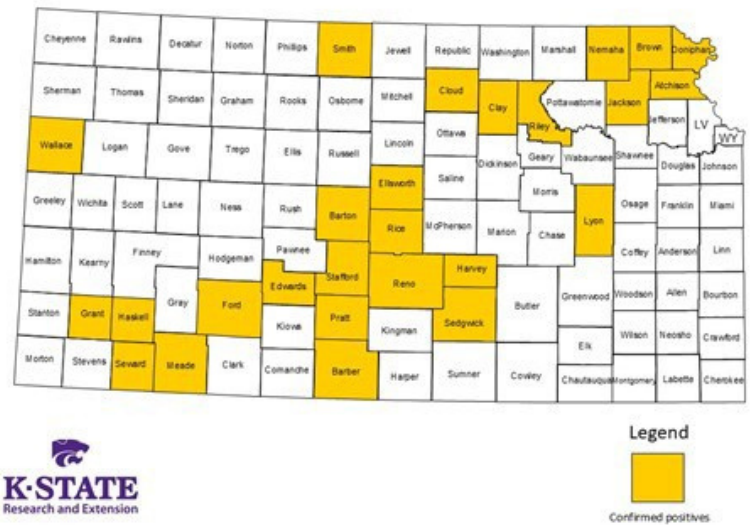 Cheyenne Rawlins Decatur Norton Phillips Smith Jewell Republic Washington Marshall Nemaha Brown Doniphan
Sherman Thomas Sheridan Graham Rooks Osborne Mitchell Cloud Clay Riley Pottawatomie Jackson Atchison
Jefferson LV WY
Wallace Logan Gove Trego Ellis Russell Lincoln Ottawa Dickinson Geary Wabaunsee Shawnee Douglas Johnson
Ellsworth Saline Morris
Greeley Wichita Scott Lane Ness Rush Barton Rice McPherson Marion Chase Lyon Osage Franklin Miami
Hamilton Kearny Finney Hodgeman Pawnee Stafford Reno Harvey Coffey Anderson Linn
Edwards Butler Greenwood Woodson Allen Bourbon
Stanton Grant Haskell Gray Ford Kiowa Pratt Kingman Sedgwick Elk Wilson Neosho Crawford
Morton Stevens Seward Meade Clark Comanche Barber Harper Sumner Cowley Chautauqua Montgomery Labette Cherokee
Legend
Confirmed positives
K-STATE
Research and Extension